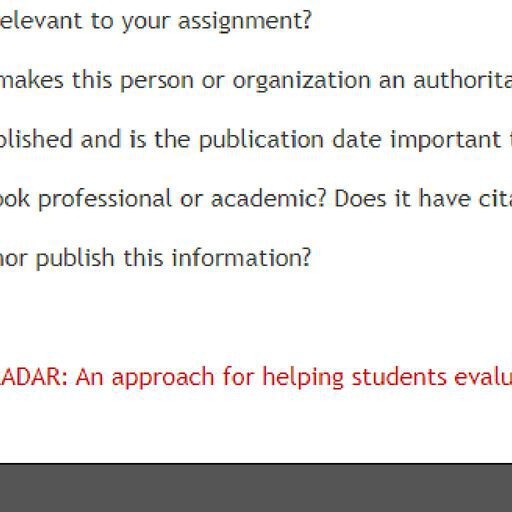 elevant to your assignment?
makes this person or organization an authorita
blished and is the publication date important
ook professional or academic? Does it have cita
hor publish this information?
ADAR: An approach for helping students evalu